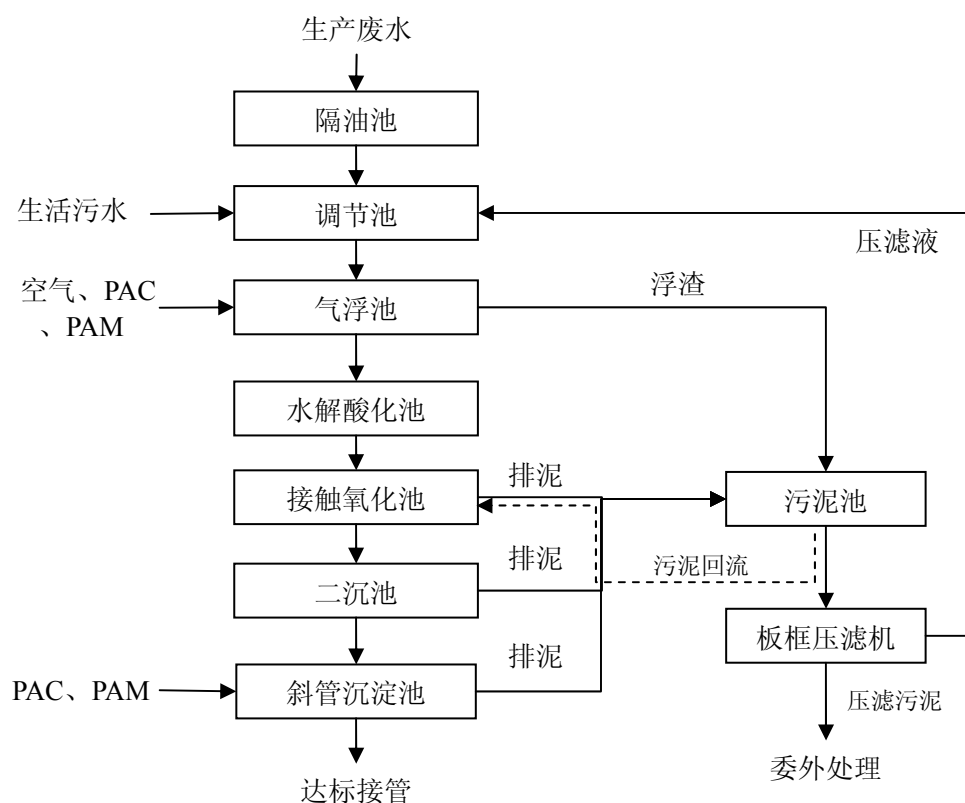 生产废水
隔油池
生活污水
调节池
压滤液
空气、PAC
、PAM
气浮池
浮渣
水解酸化池
接触氧化池
排泥
污泥池
排泥
污泥回流
二沉池
板框压滤机
排泥
PAC、PAM
斜管沉淀池
压滤污泥
达标接管
委外处理